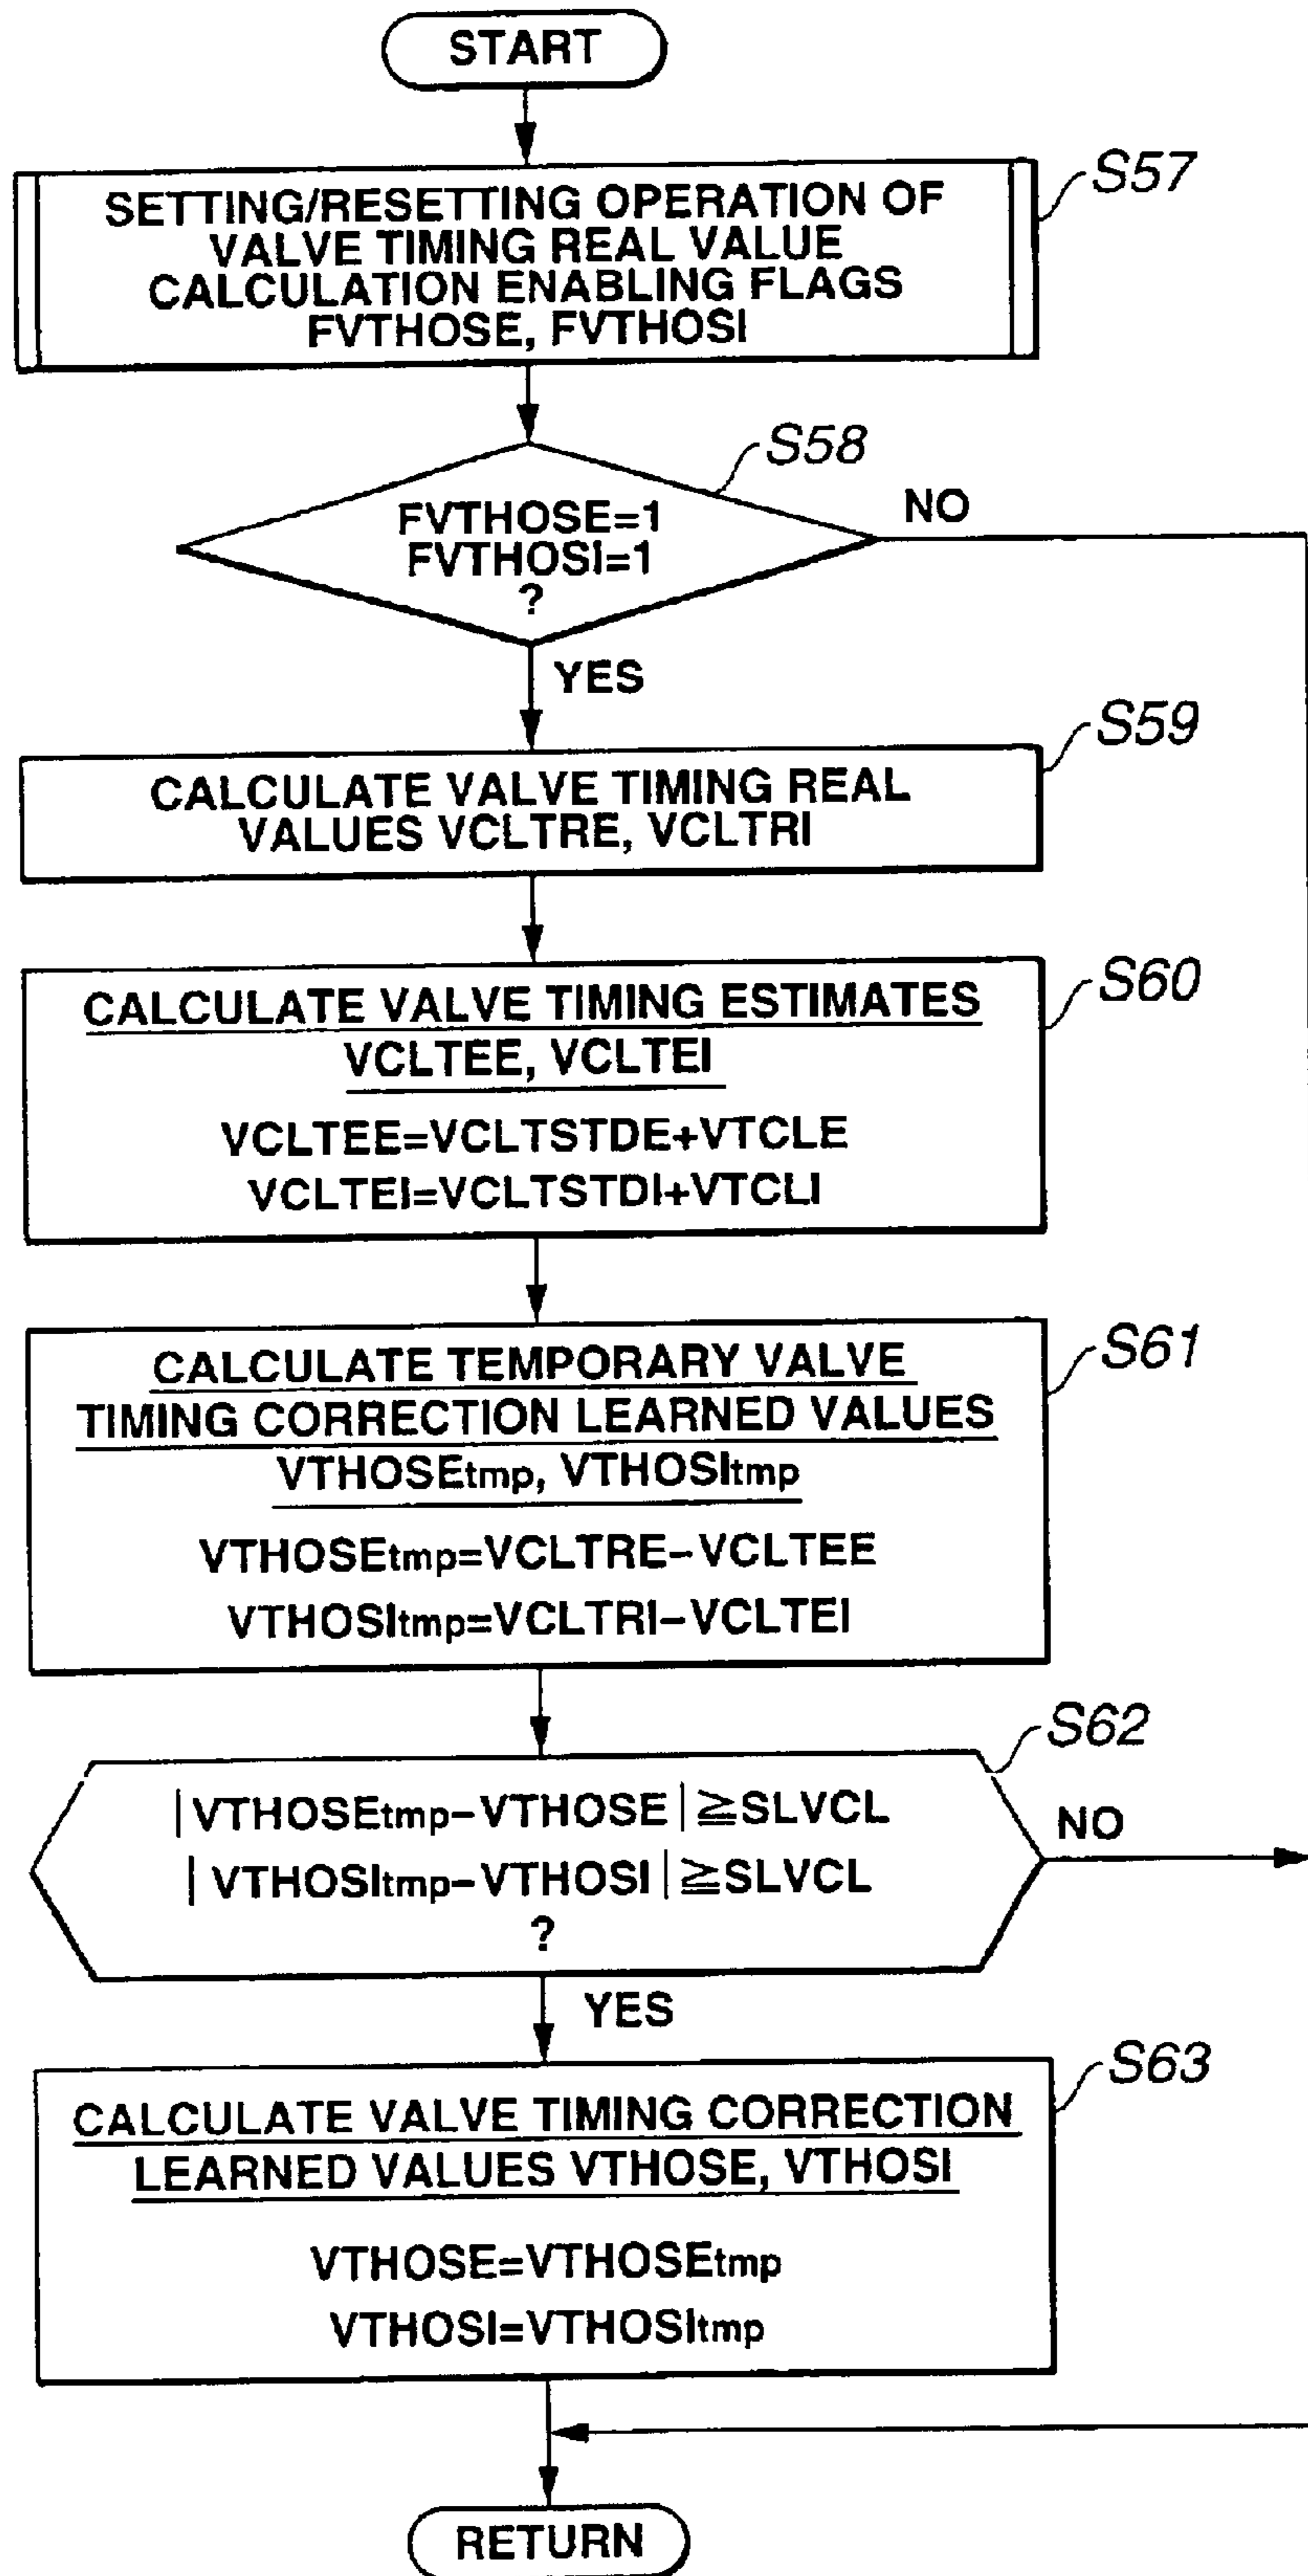 START
S57
SETTING/RESETTING OPERATION OF
VALVE TIMING REAL VALUE
CALCULATION ENABLING FLAGS
FVTHOSE, FVTHOSI
S58
FVTHOSE=1
FVTHOSI=1
?
NO
YES
S59
CALCULATE VALVE TIMING REAL
VALUES VCLTRE, VCLTRI
S60
CALCULATE VALVE TIMING ESTIMATES
VCLTEE, VCLTEI
VCLTEE=VCLTSTDE+VTCLE
VCLTEI=VCLTSTDI+VTCLI
S61
CALCULATE TEMPORARY VALVE
TIMING CORRECTION LEARNED VALUES
VTHOSEtmp, VTHOSItmp
VTHOSEtmp=VCLTRE-VCLTEE
VTHOSItmp=VCLTRI-VCLTEI
S62
|VTHOSEtmp-VTHOSE|≧SLVCL
|VTHOSItmp-VTHOSI|≧SLVCL
?
NO
YES
S63
CALCULATE VALVE TIMING CORRECTION
LEARNED VALUES VTHOSE, VTHOSI
VTHOSE=VTHOSEtmp
VTHOSI=VTHOSItmp
RETURN